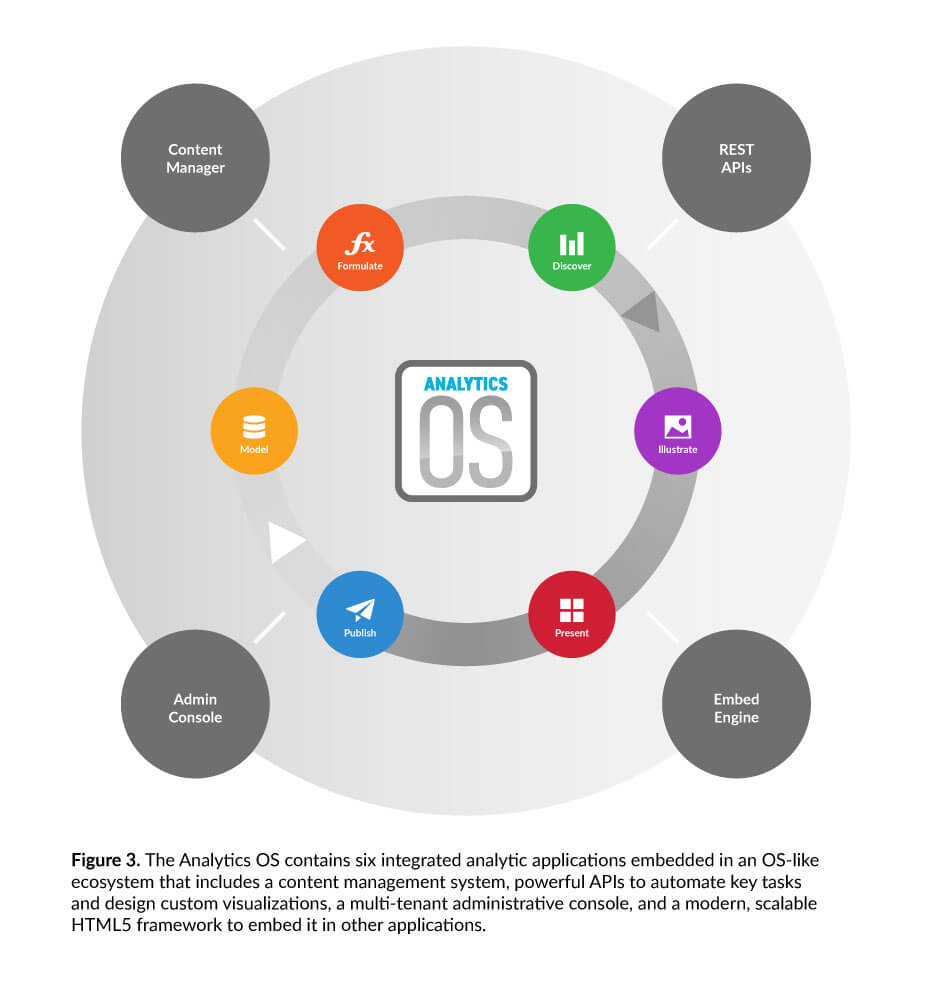 Content
Manager
REST
APIs
fx
Formulate
Discover
ANALYTICS
OS
Model
Illustrate
Publish
Present
Admin
Console
Embed
Engine
Figure 3. The Analytics OS contains six integrated analytic applications embedded in an OS-like
ecosystem that includes a content management system, powerful APIs to automate key tasks
and design custom visualizations, a multi-tenant administrative console, and a modern, scalable
HTML5 framework to embed it in other applications.